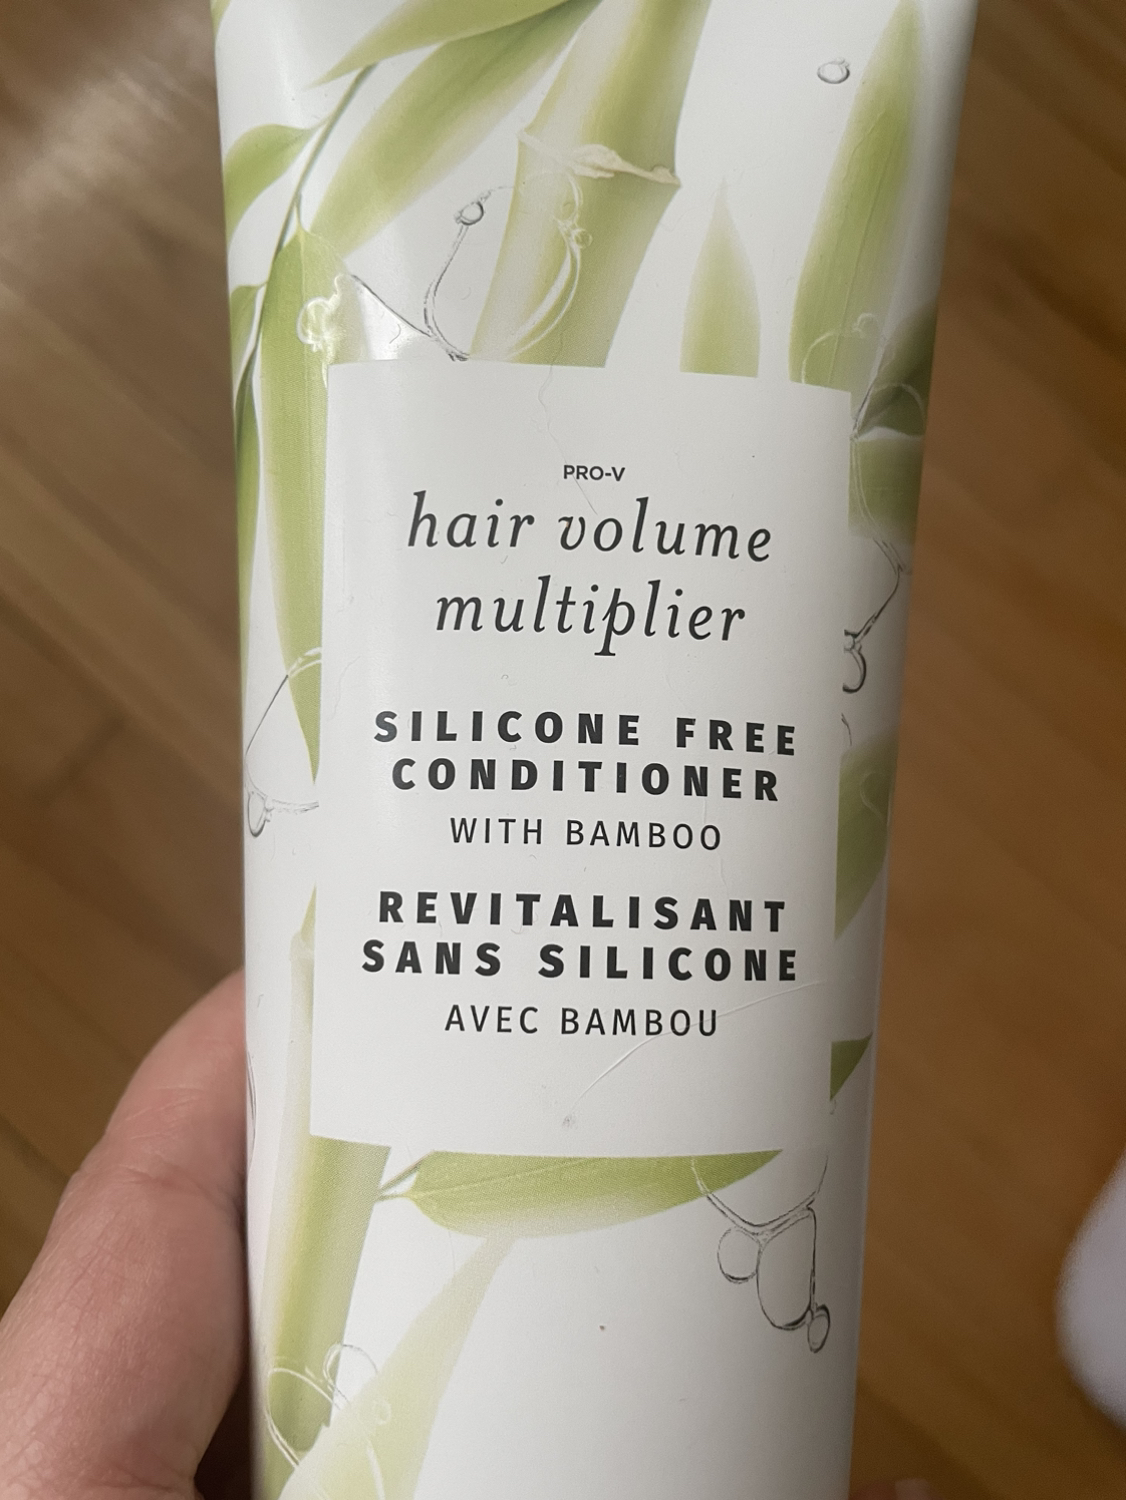 PRO-V
hair volume
multiplier
SILICONE FREE
CONDITIONER
WITH BAMBOO
REVITALISANT
SANS SILICONE
AVEC BAMBOU